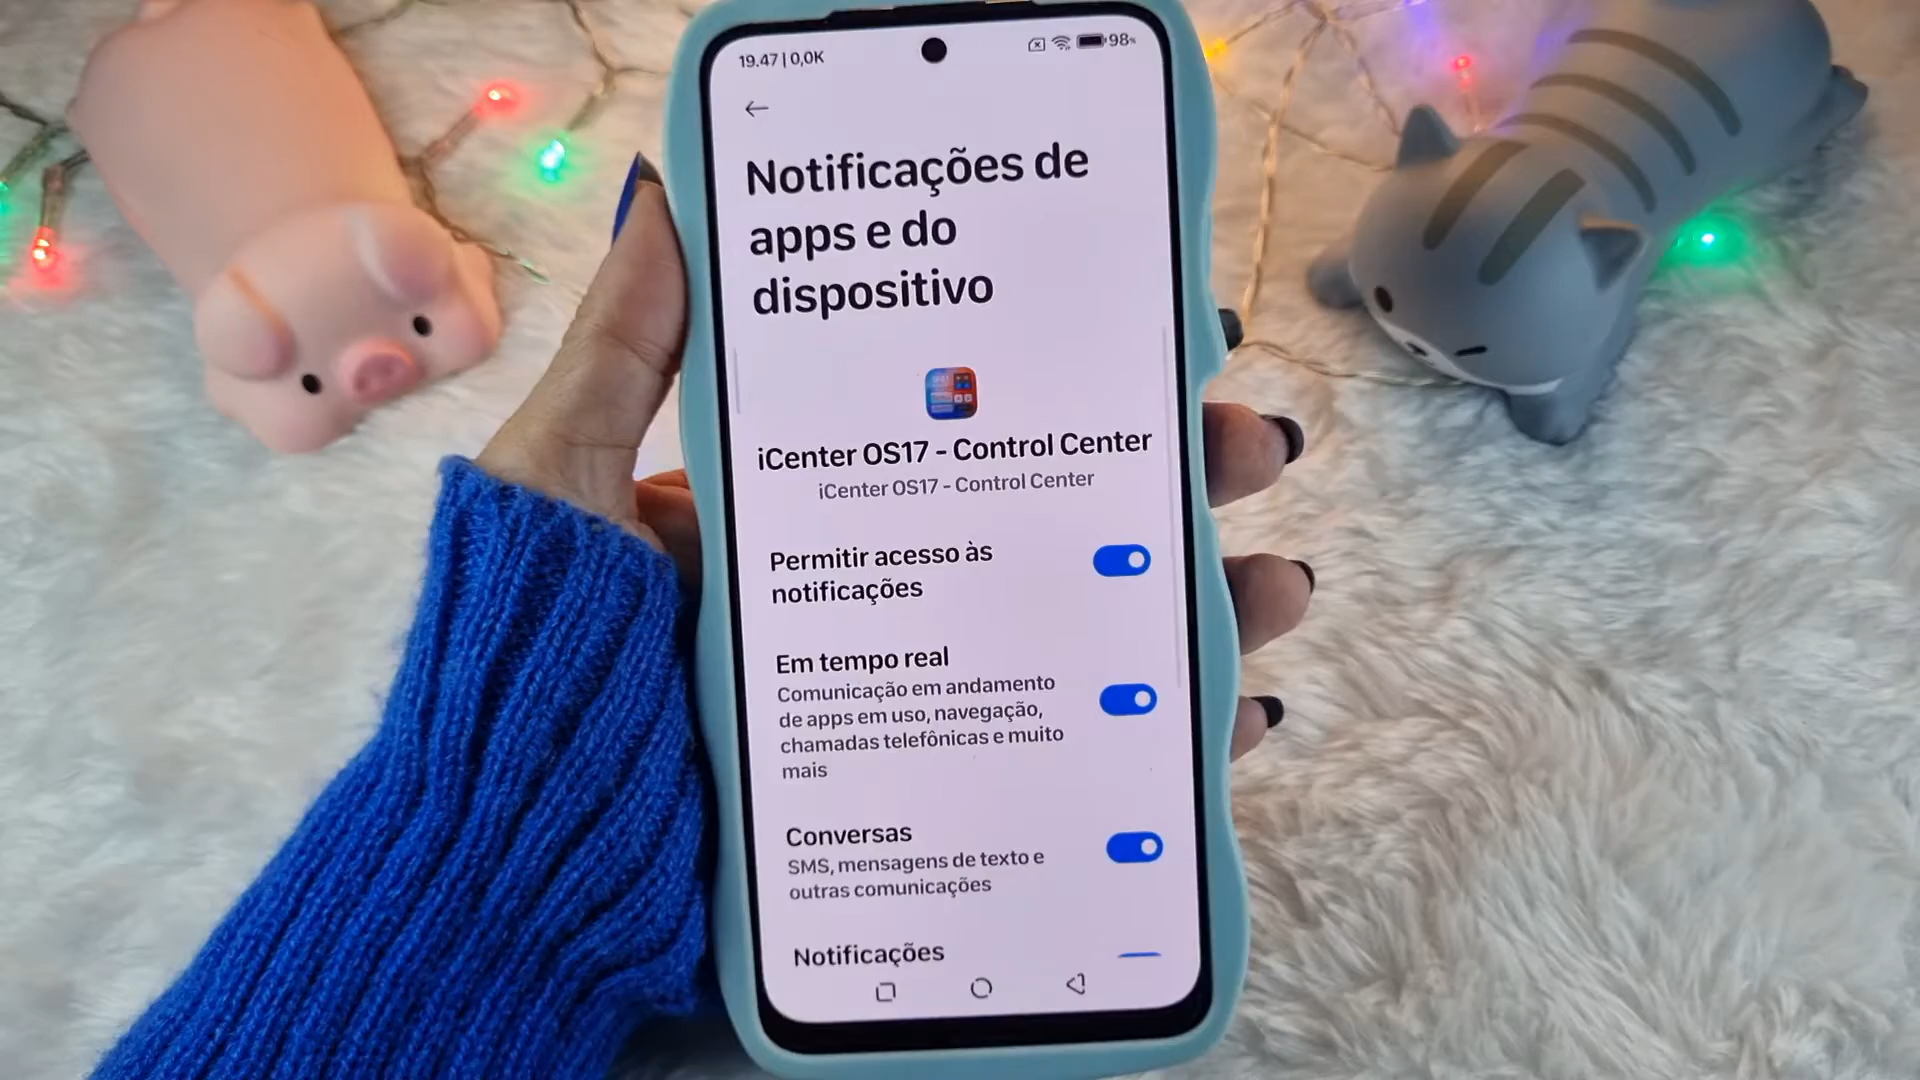 19.47 | 0,0K
98%
Notificações de
apps e do
dispositivo
iCenter OS17 - Control Center
iCenter OS17 - Control Center
Permitir acesso às
notificações
Em tempo real
Comunicação em andamento
de apps em uso, navegação,
chamadas telefônicas e muito
mais
Conversas
SMS, mensagens de texto e
outras comunicações
Notificações